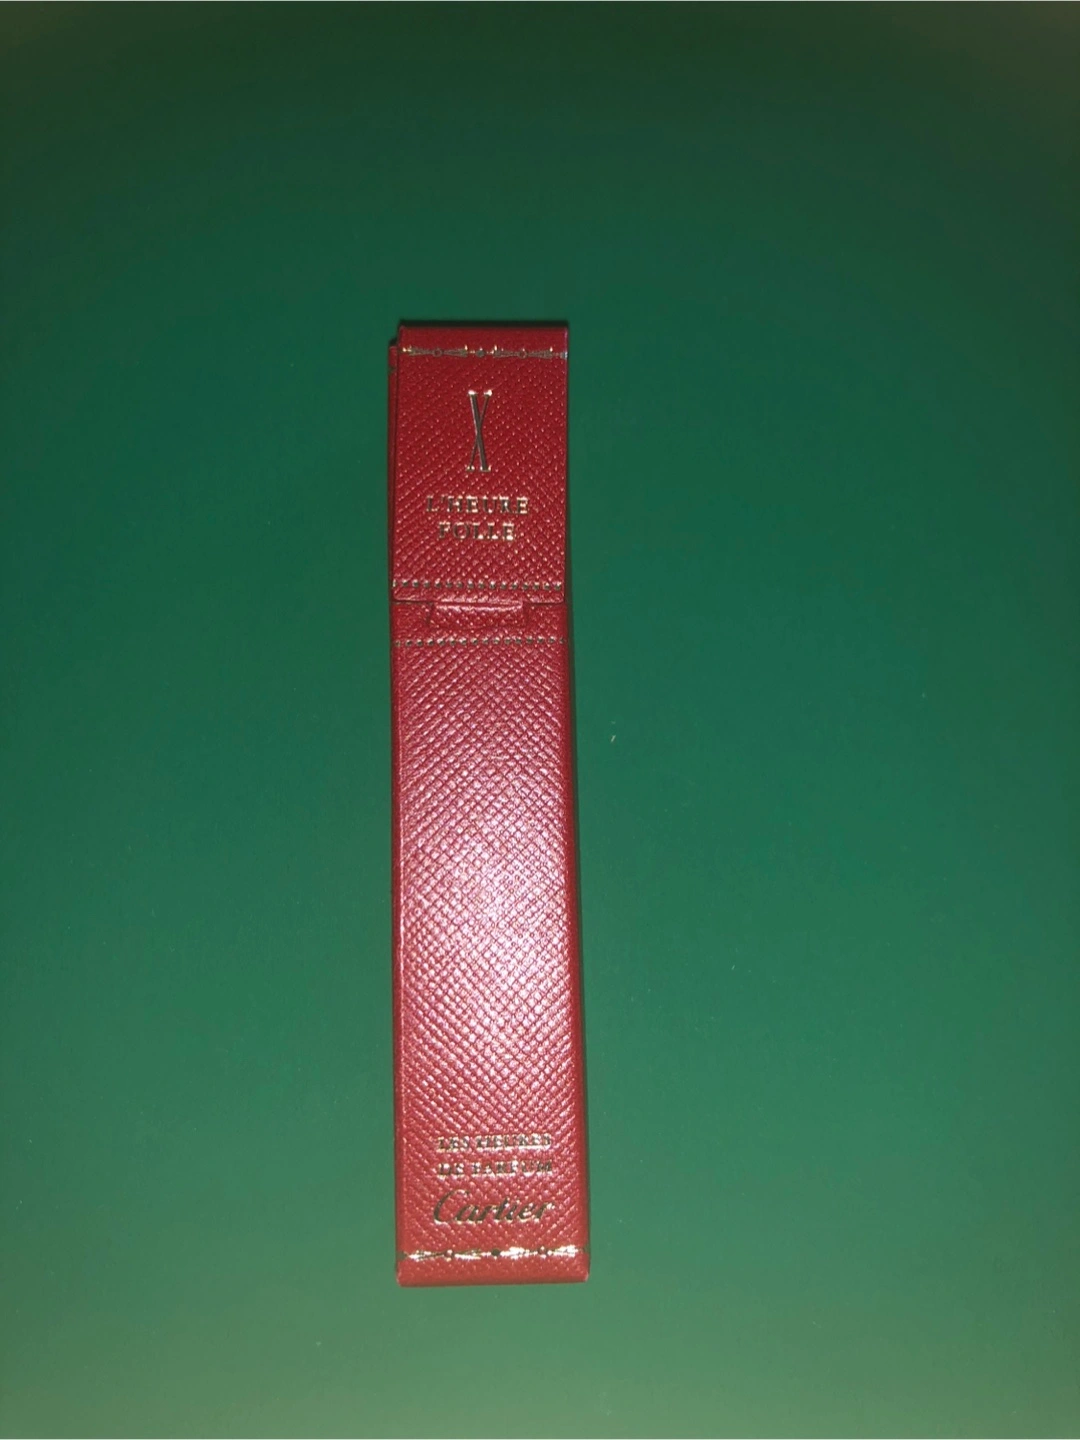 X
L'HEURE
FOLLE
LES HEURES
DE PARFUM
Cartier